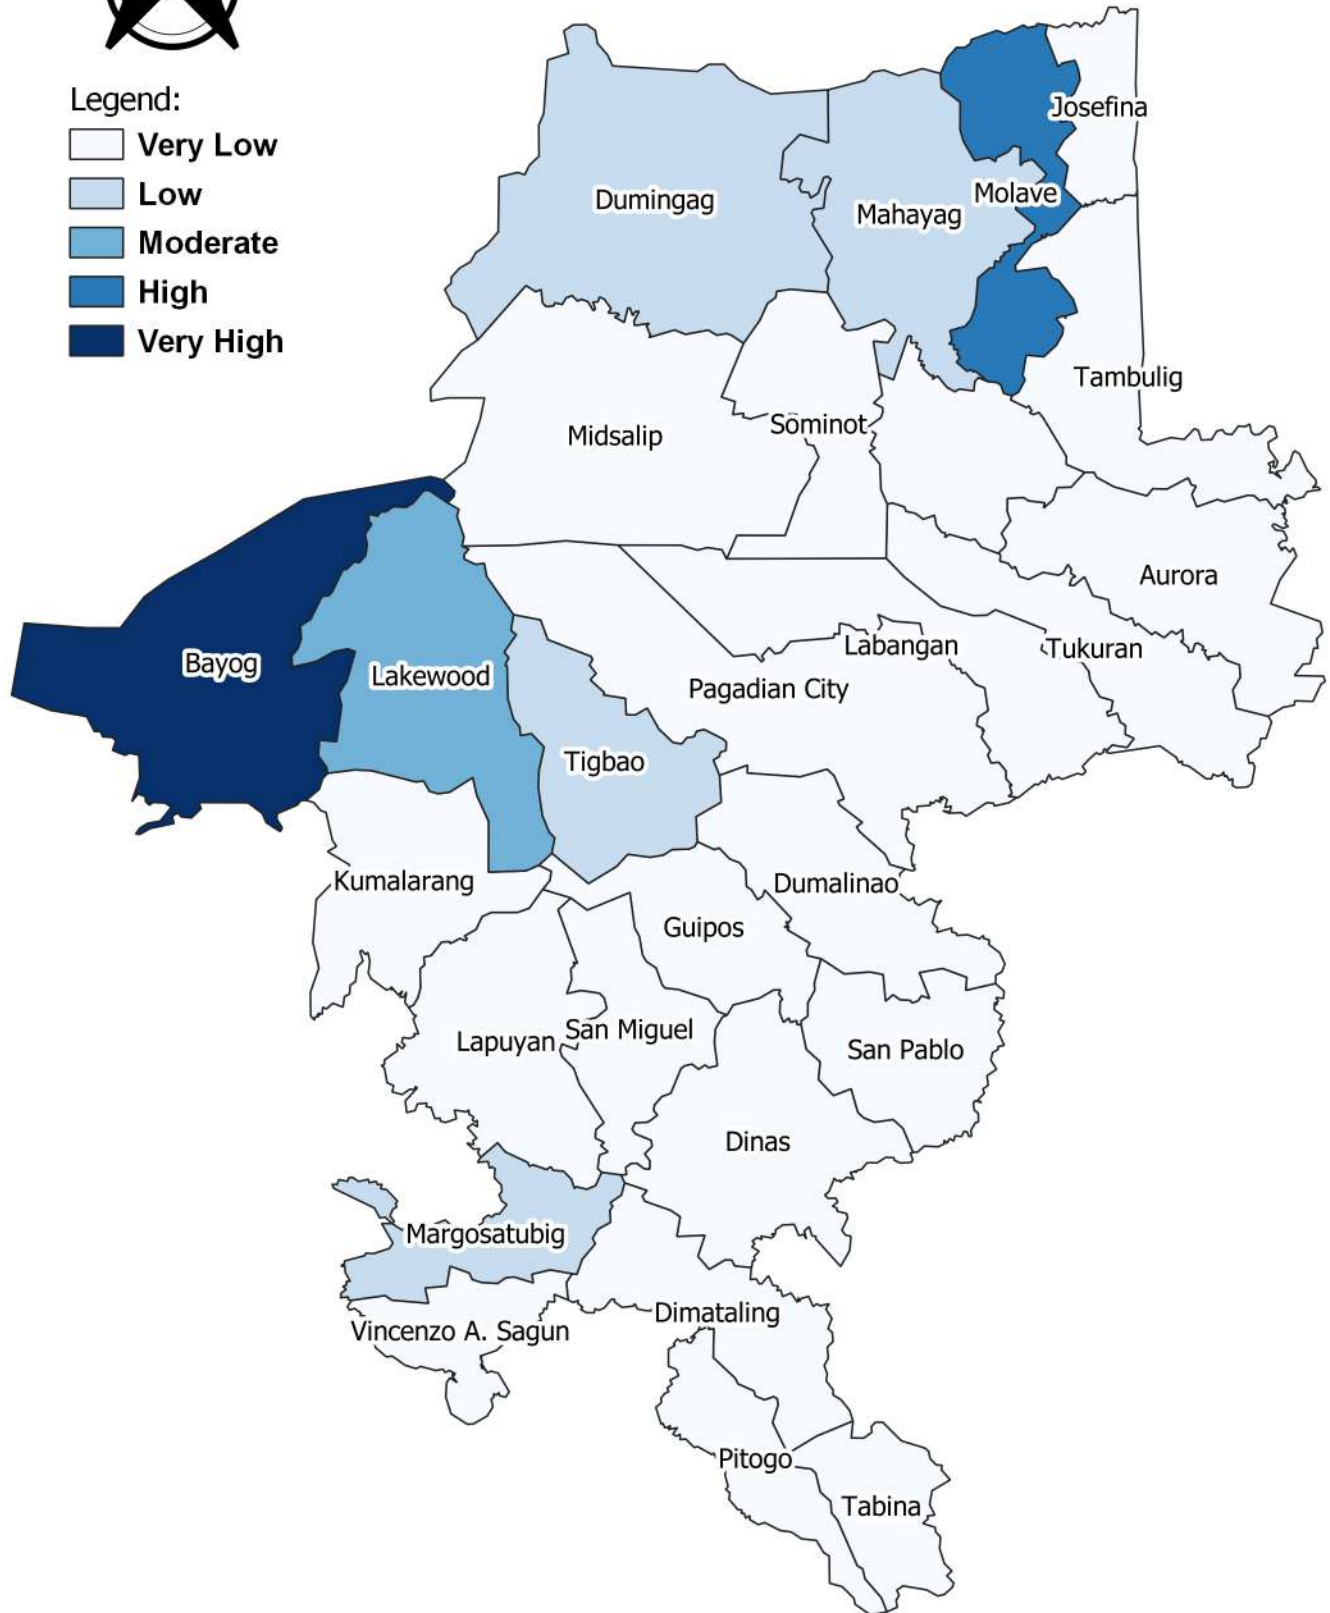 Legend:
Very Low
Low
Moderate
High
Very High
Josefina
Dumingag
Mahayag
Molave
Tambulig
Midsalip
Sominot
Aurora
Bayog
Lakewood
Labangan
Tukuran
Pagadian City
Tigbao
Kumalarang
Dumalinao
Guipos
Lapuyan
San Miguel
San Pablo
Dinas
Margosatubig
Dimataling
Vincenzo A. Sagun
Pitogo
Tabina